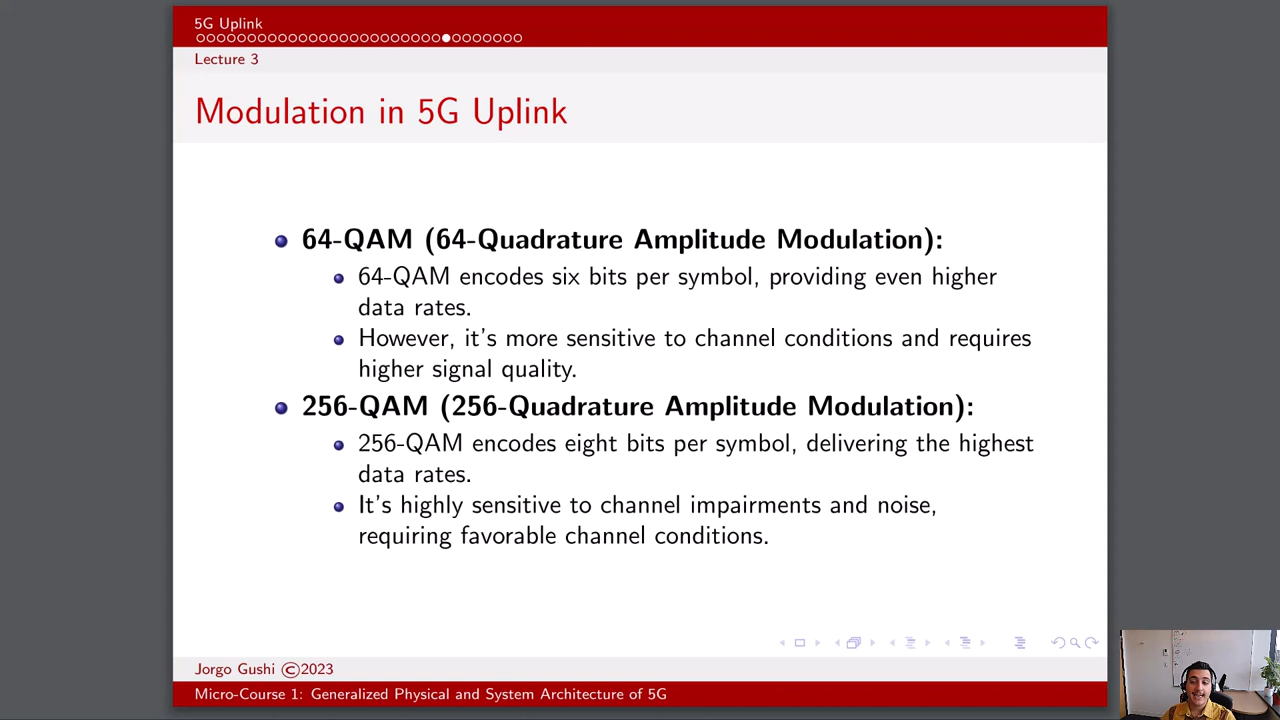 5G Uplink
Lecture 3
Modulation in 5G Uplink
64-QAM (64-Quadrature Amplitude Modulation):
64-QAM encodes six bits per symbol, providing even higher
data rates.
However, it's more sensitive to channel conditions and requires
higher signal quality.
256-QAM (256-Quadrature Amplitude Modulation):
256-QAM encodes eight bits per symbol, delivering the highest
data rates.
It's highly sensitive to channel impairments and noise,
requiring favorable channel conditions.
Jorgo Gushi ©2023
Micro-Course 1: Generalized Physical and System Architecture of 5G